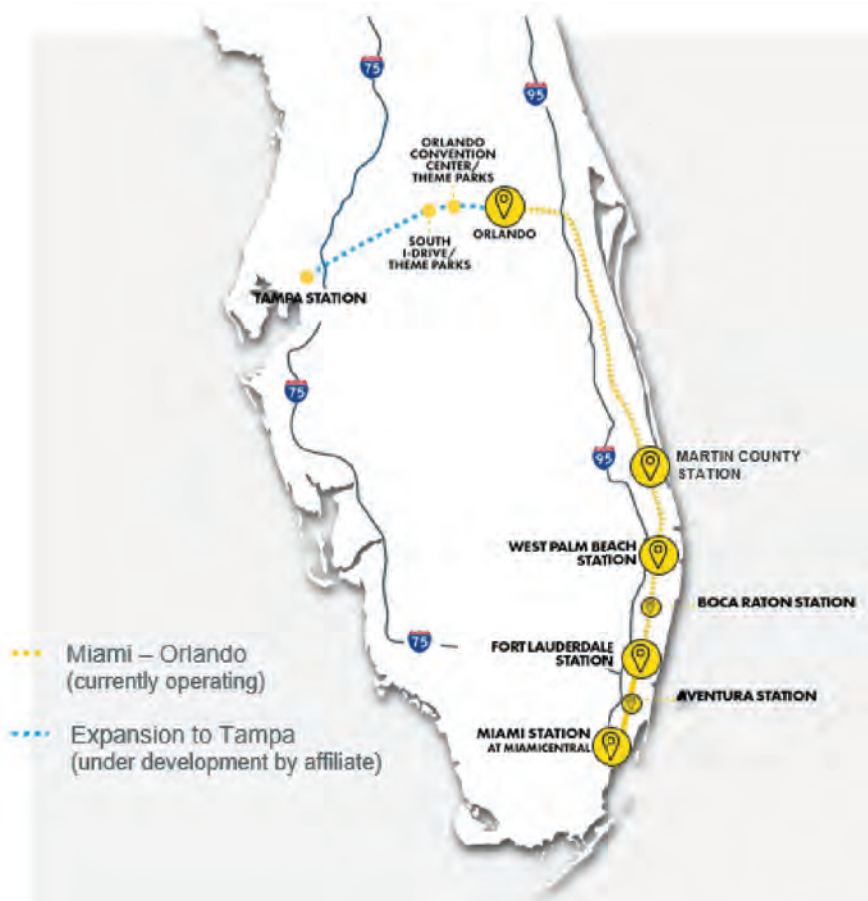 75
95
ORLANDO
CONVENTION
CENTER/
THEME PARKS
ORLANDO
SOUTH
I-DRIVE/
THEME PARKS
TAMPA STATION
75
95
MARTIN COUNTY
STATION
WEST PALM BEACH
STATION
BOCA RATON STATION
75
FORT LAUDERDALE
STATION
AVENTURA STATION
MIAMI STATION
AT MIAMICENTRAL
Miami – Orlando
(currently operating)
Expansion to Tampa
(under development by affiliate)